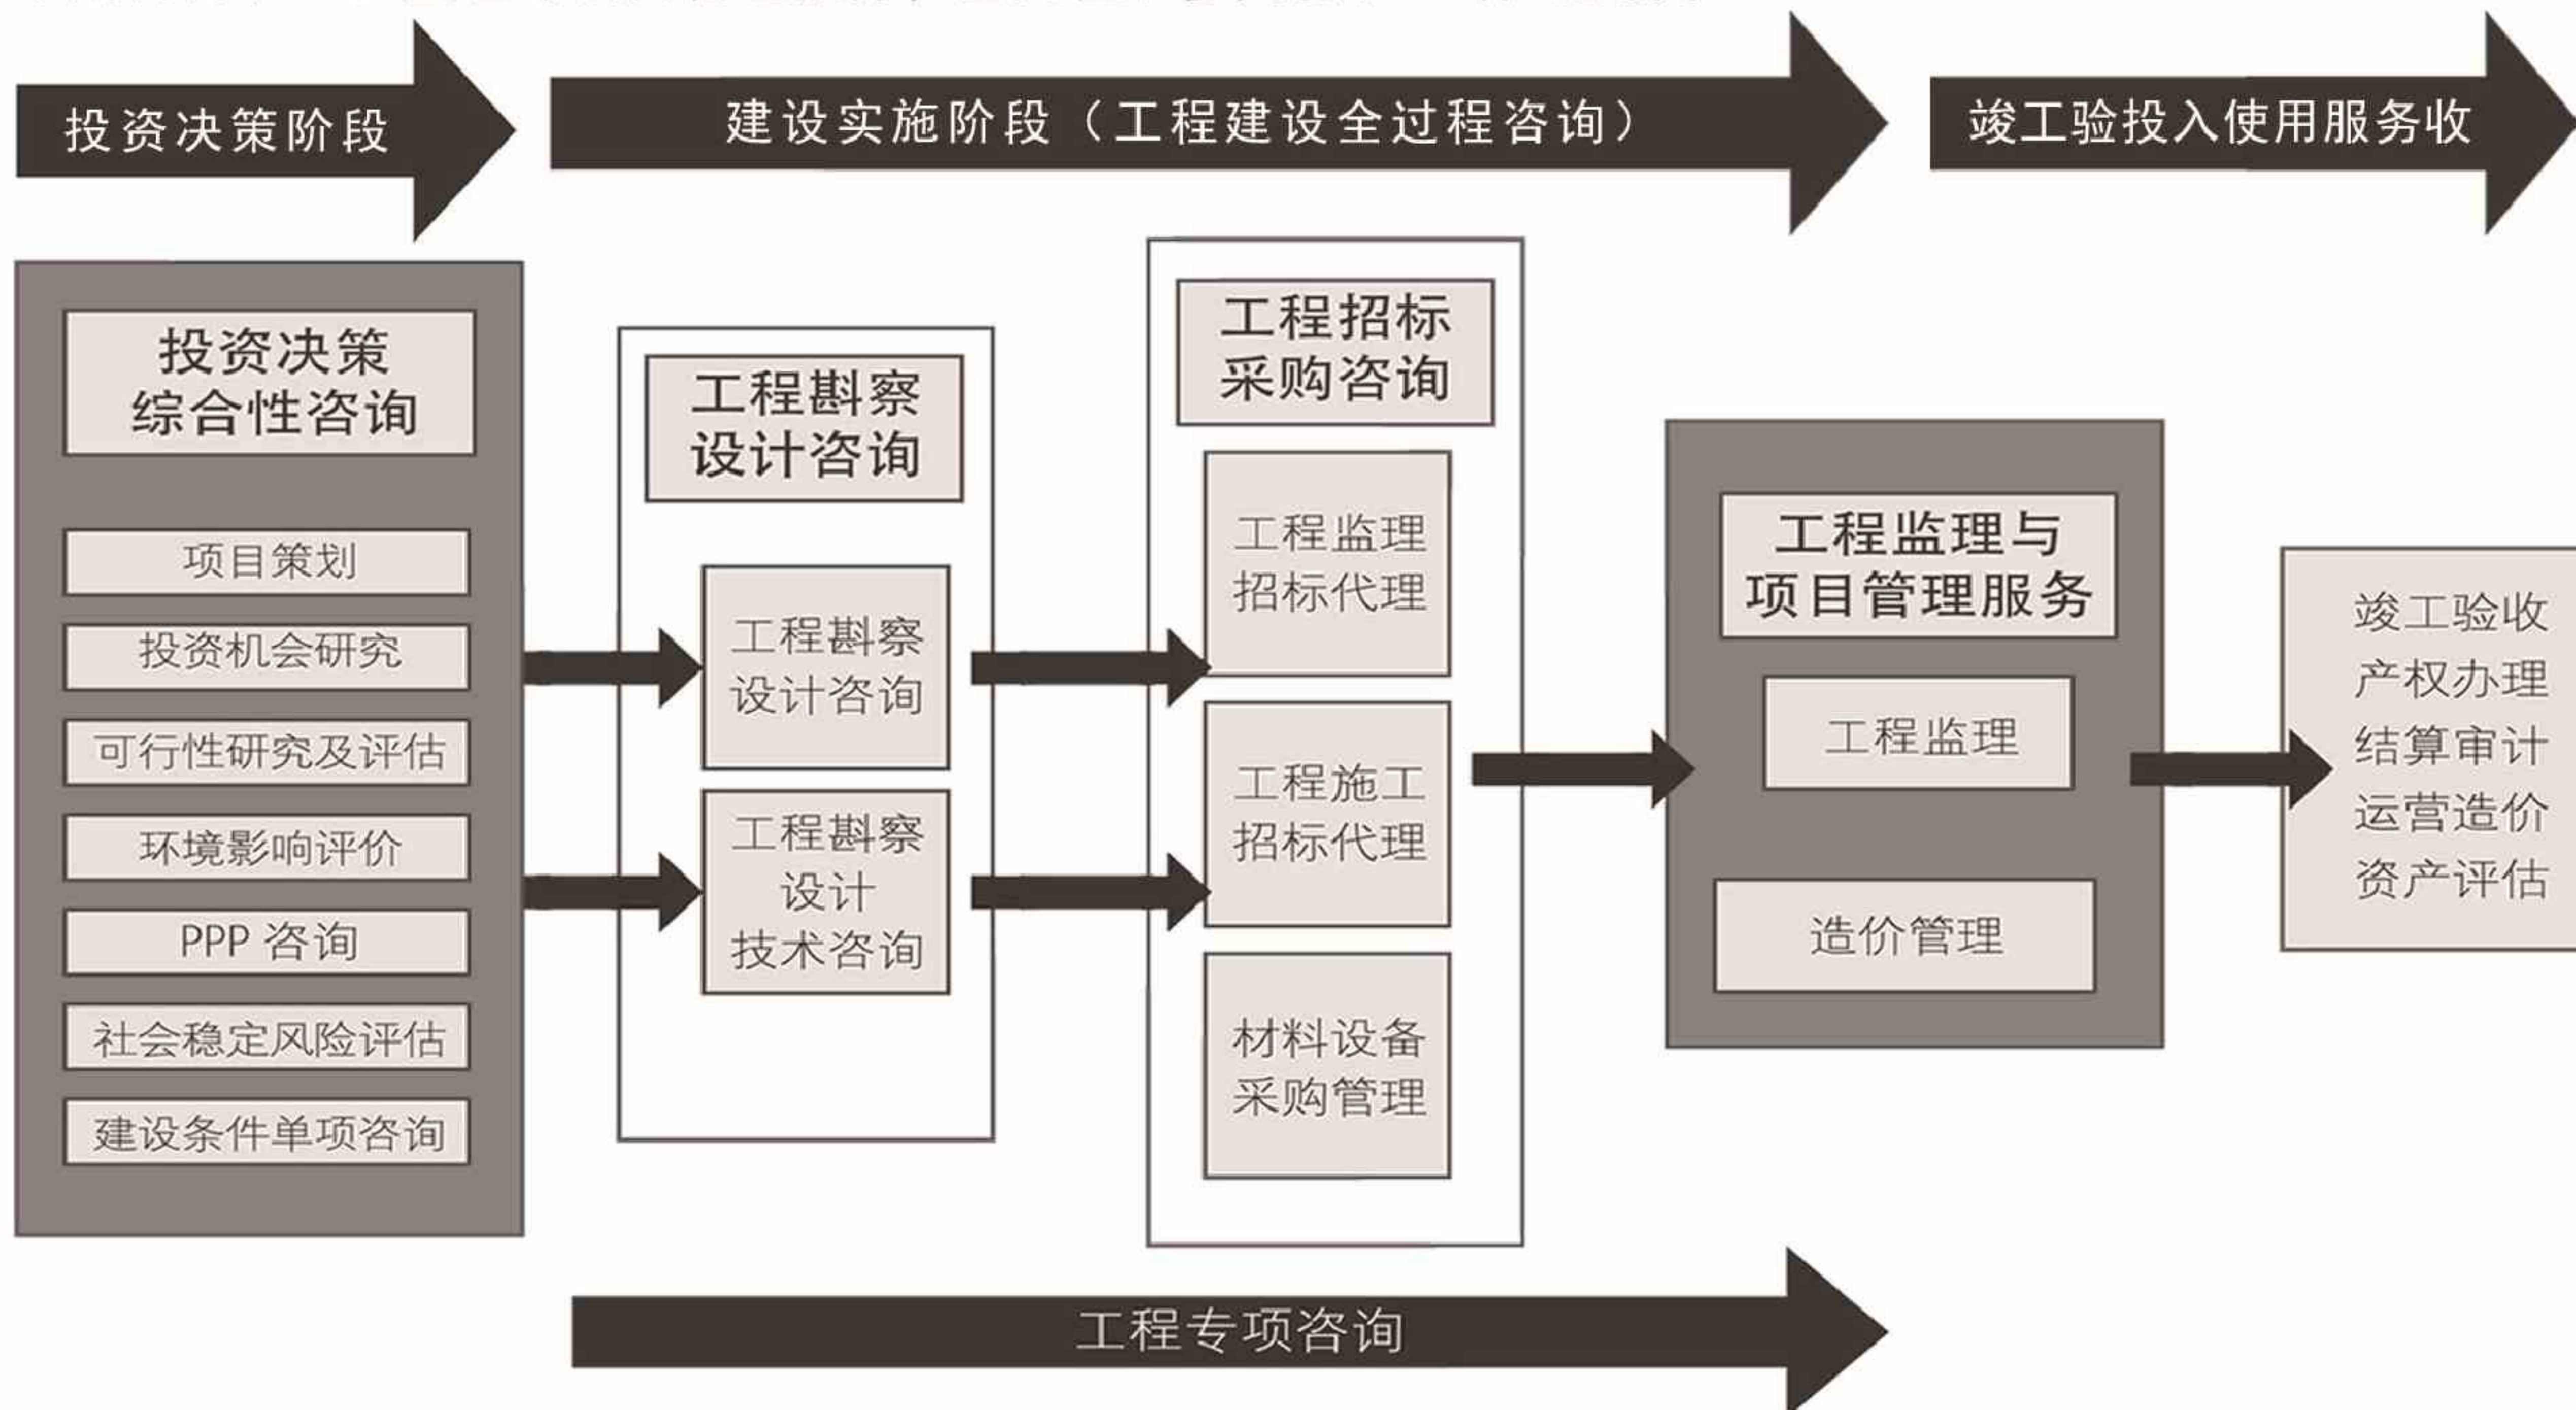 投资决策阶段
建设实施阶段（工程建设全过程咨询）
竣工验投入使用服务收
投资决策
综合性咨询
项目策划
投资机会研究
可行性研究及评估
环境影响评价
PPP 咨询
社会稳定风险评估
建设条件单项咨询
工程斟察
设计咨询
工程斟察
设计咨询
工程斟察
设计
技术咨询
工程招标
采购咨询
工程监理
招标代理
工程施工
招标代理
材料设备
采购管理
工程监理与
项目管理服务
工程监理
造价管理
竣工验收
产权办理
结算审计
运营造价
资产评估
工程专项咨询